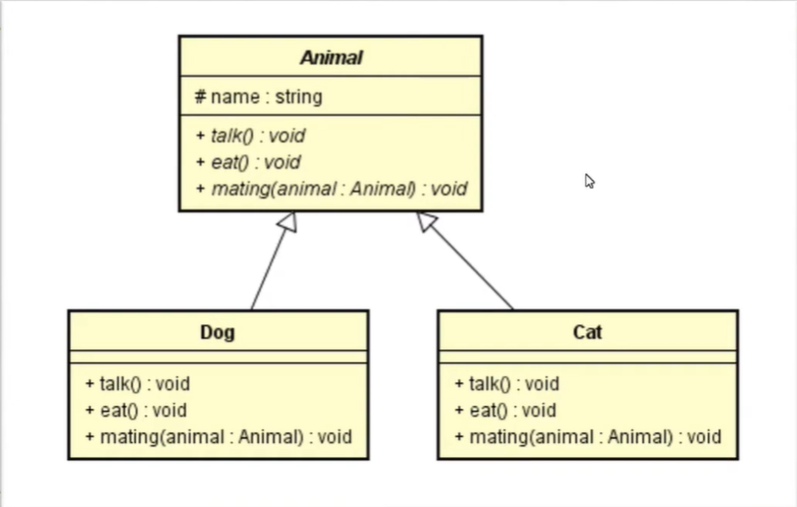 Animal
# name : string
+ talk() : void
+ eat() : void
+ mating(animal : Animal) : void
Dog
+ talk() : void
+ eat() : void
+ mating(animal : Animal) : void
Cat
+ talk() : void
+ eat() : void
+ mating(animal : Animal) : void